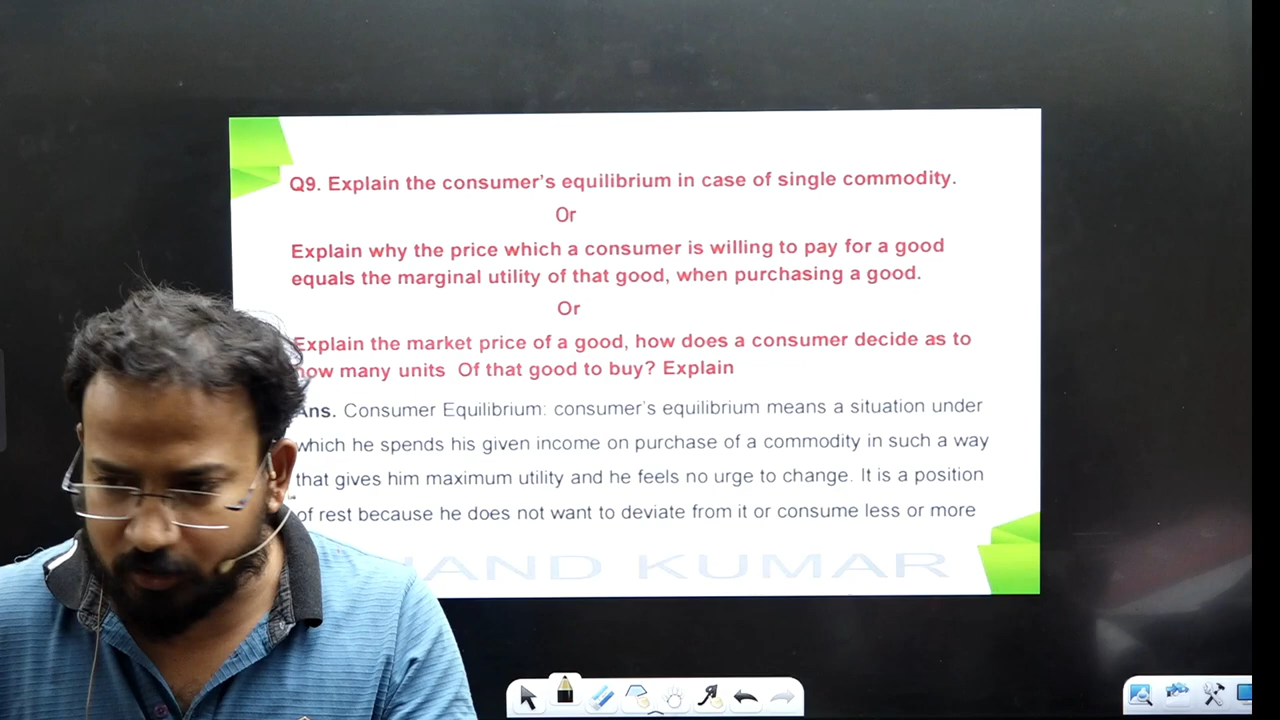 Q9. Explain the consumer's equilibrium in case of single commodity.
Or
Explain why the price which a consumer is willing to pay for a good
equals the marginal utility of that good, when purchasing a good.
Or
Explain the market price of a good, how does a consumer decide as to
how many units Of that good to buy? Explain
Ans. Consumer Equilibrium: consumer's equilibrium means a situation under
which he spends his given income on purchase of a commodity in such a way
that gives him maximum utility and he feels no urge to change. It is a position
of rest because he does not want to deviate from it or consume less or more
KUMAR